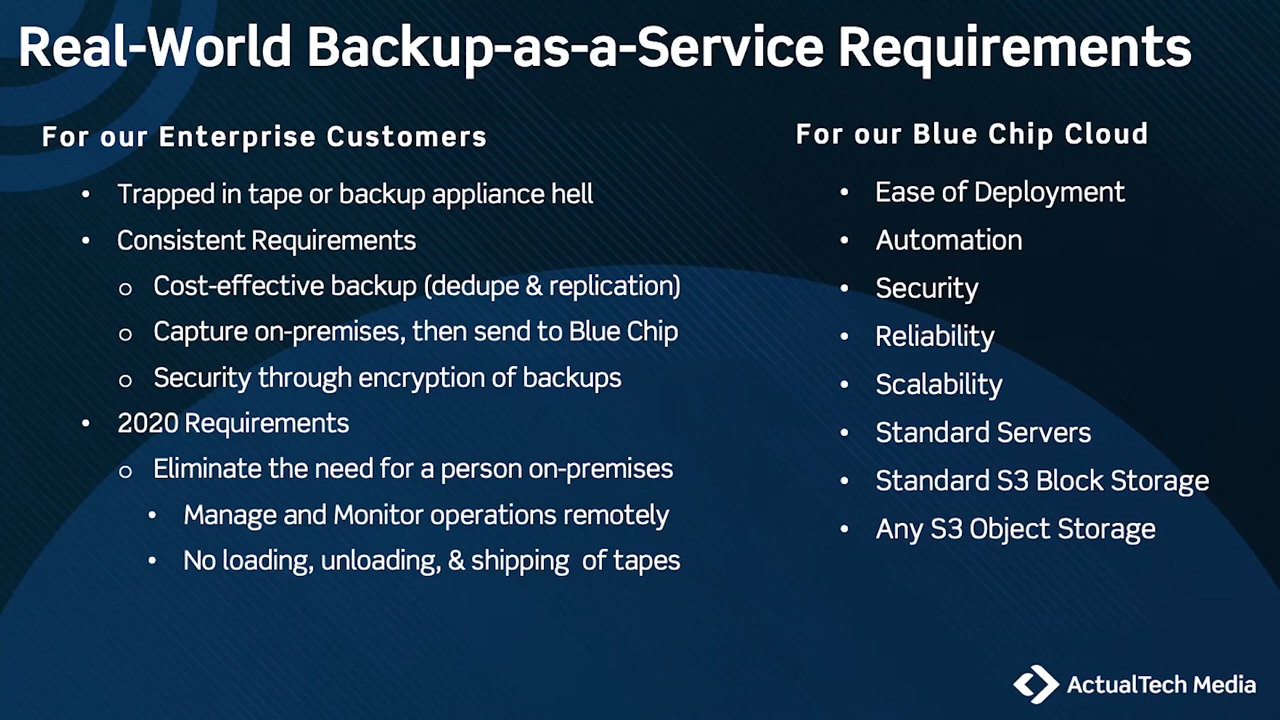 Real-World Backup-as-a-Service Requirements
For our Enterprise Customers
• Trapped in tape or backup appliance hell
• Consistent Requirements
o Cost-effective backup (dedupe & replication)
o Capture on-premises, then send to Blue Chip
o Security through encryption of backups
• 2020 Requirements
o Eliminate the need for a person on-premises
• Manage and Monitor operations remotely
• No loading, unloading, & shipping of tapes
For our Blue Chip Cloud
• Ease of Deployment
• Automation
• Security
• Reliability
• Scalability
• Standard Servers
• Standard S3 Block Storage
• Any S3 Object Storage
ActualTech Media